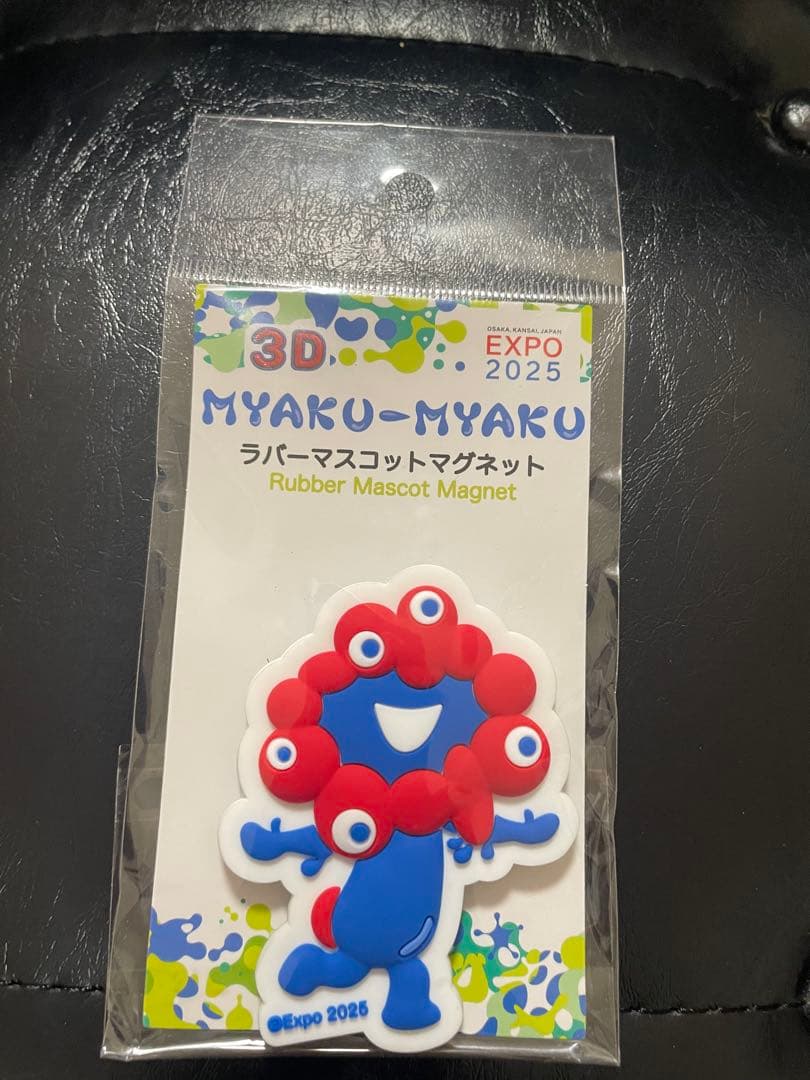 3D
OSAKA, KANSAI, JAPAN
EXPO
2025
MYAKU-MYAKU
ラバーマスコットマグネット
Rubber Mascot Magnet
©Expo 2025